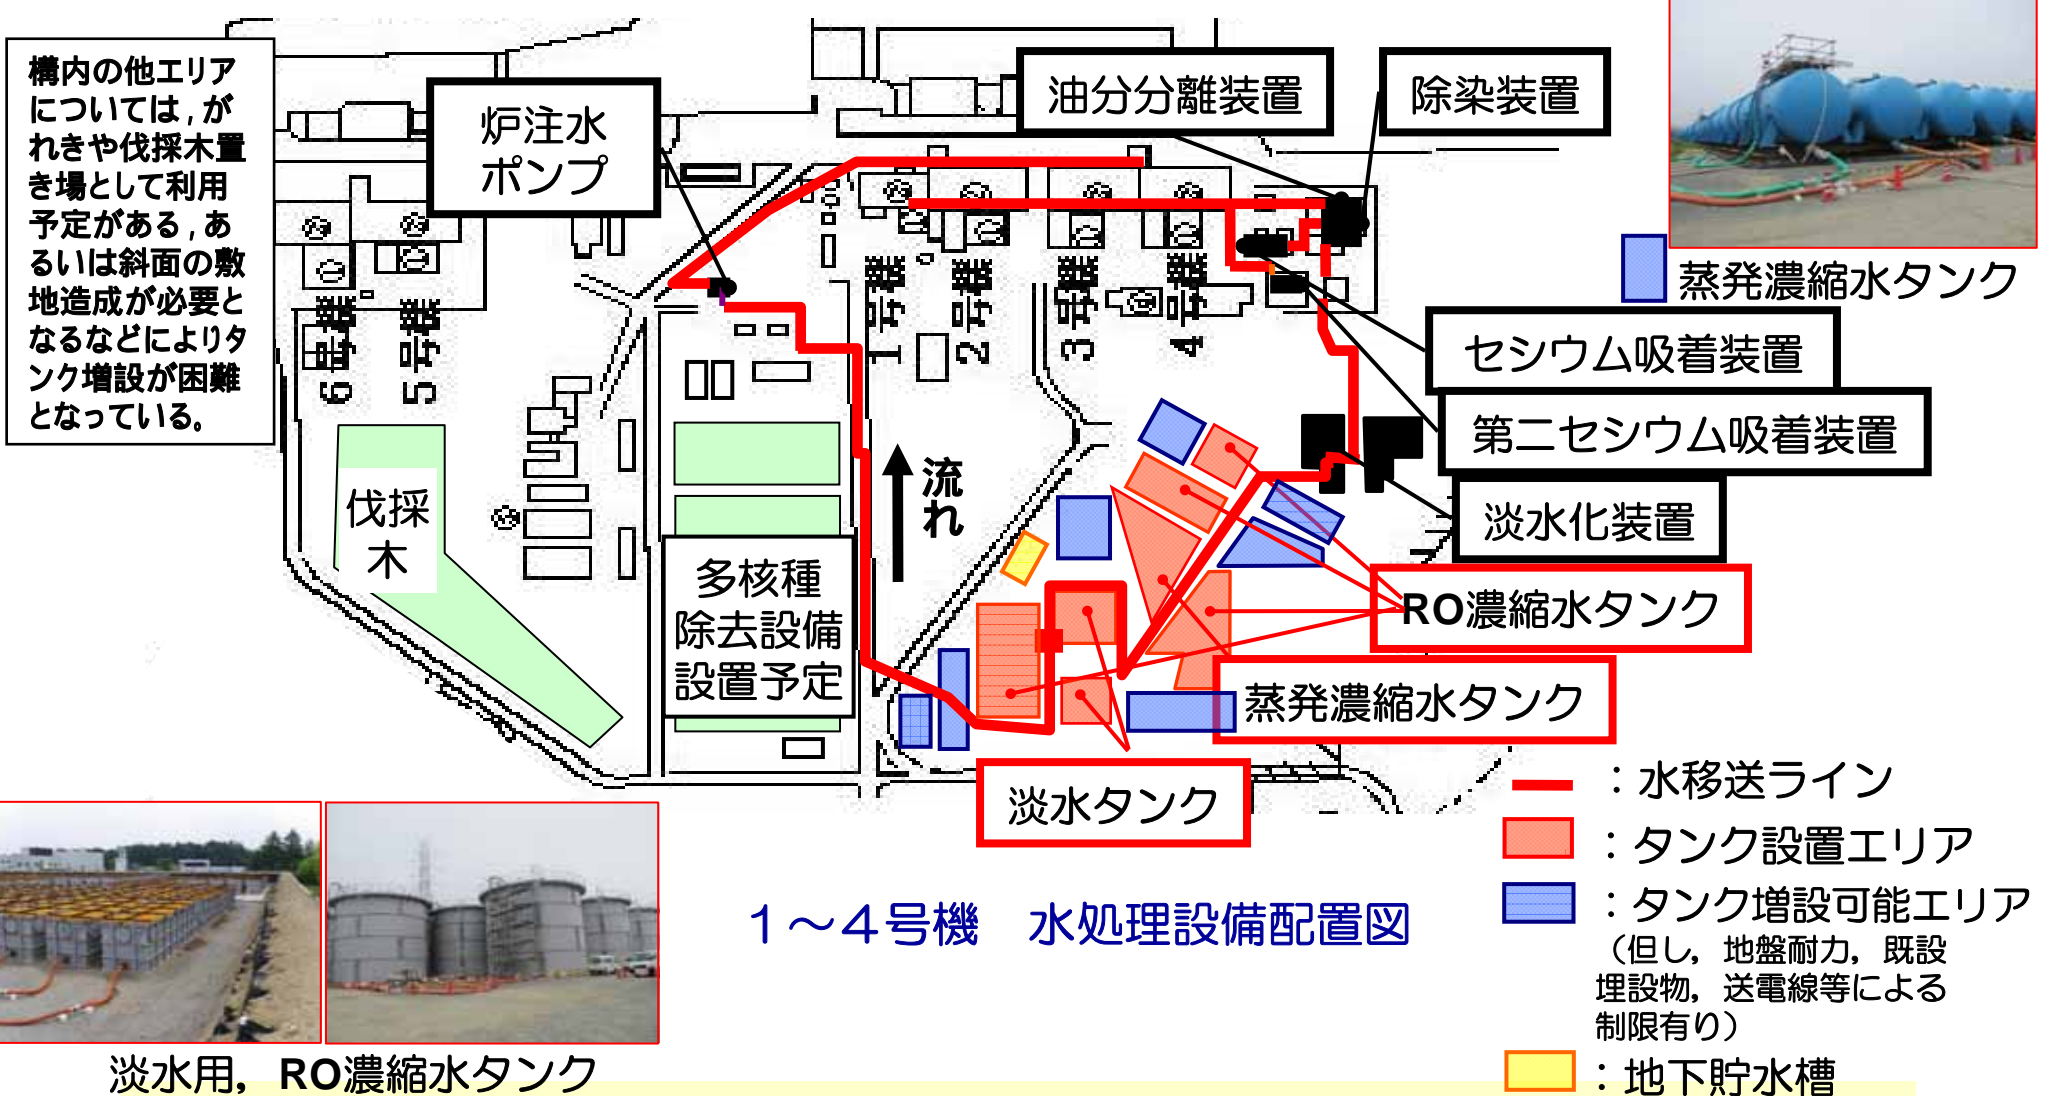 構内の他エリア
については,が
れきや伐採木置
き場として利用
予定がある,あ
るいは斜面の敷
地造成が必要と
なるなどによりタ
ンク増設が困難
となっている。
炉注水
ポンプ
油分分離装置
除染装置
蒸発濃縮水タンク
セシウム吸着装置
第二セシウム吸着装置
淡水化装置
6号機
5号機
1号機
2号機
3号機
4号機
伐採
木
流れ
多核種
除去設備
設置予定
RO濃縮水タンク
蒸発濃縮水タンク
淡水タンク
:水移送ライン
:タンク設置エリア
:タンク増設可能エリア
(但し,地盤耐力,既設
埋設物,送電線等による
制限有り)
:地下貯水槽
1~4号機 水処理設備配置図
淡水用,RO濃縮水タンク